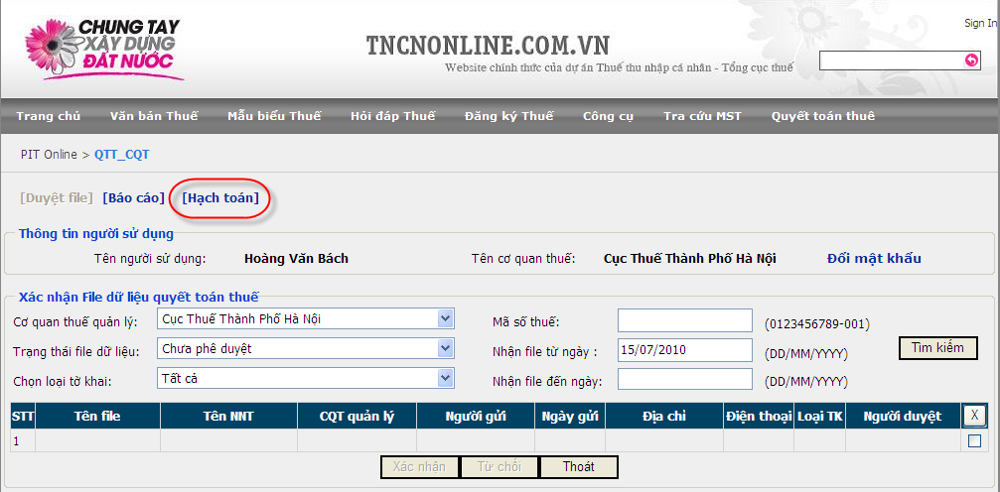 CHUNG TAY
XÂY DỰNG
ĐẤT NƯỚC
TNCNONLINE.COM.VN
Website chính thức của dự án Thuế thu nhập cá nhân - Tổng cục thuế
Sign In
Trang chủ Văn bản Thuế Mẫu biểu Thuế Hỏi đáp Thuế Đăng ký Thuế Công cụ Tra cứu MST Quyết toán thuê
PIT Online > QTT_CQT
[Duyệt file] [Báo cáo] [Hạch toán]
Thông tin người sử dụng
Tên người sử dụng: Hoàng Văn Bách Tên cơ quan thuế: Cục Thuế Thành Phố Hà Nội Đổi mật khẩu
Xác nhận File dữ liệu quyết toán thuế
Cơ quan thuế quản lý: Cục Thuế Thành Phố Hà Nội Mã số thuế: (0123456789-001)
Trạng thái file dữ liệu: Chưa phê duyệt Nhận file từ ngày : 15/07/2010 (DD/MM/YYYY) Tìm kiếm
Chọn loại tờ khai: Tất cả Nhận file đến ngày: (DD/MM/YYYY)
STT Tên file Tên NNT CQT quản lý Người gửi Ngày gửi Địa chỉ Điện thoại Loại TK Người duyệt X
1
Xác nhận Từ chối Thoát